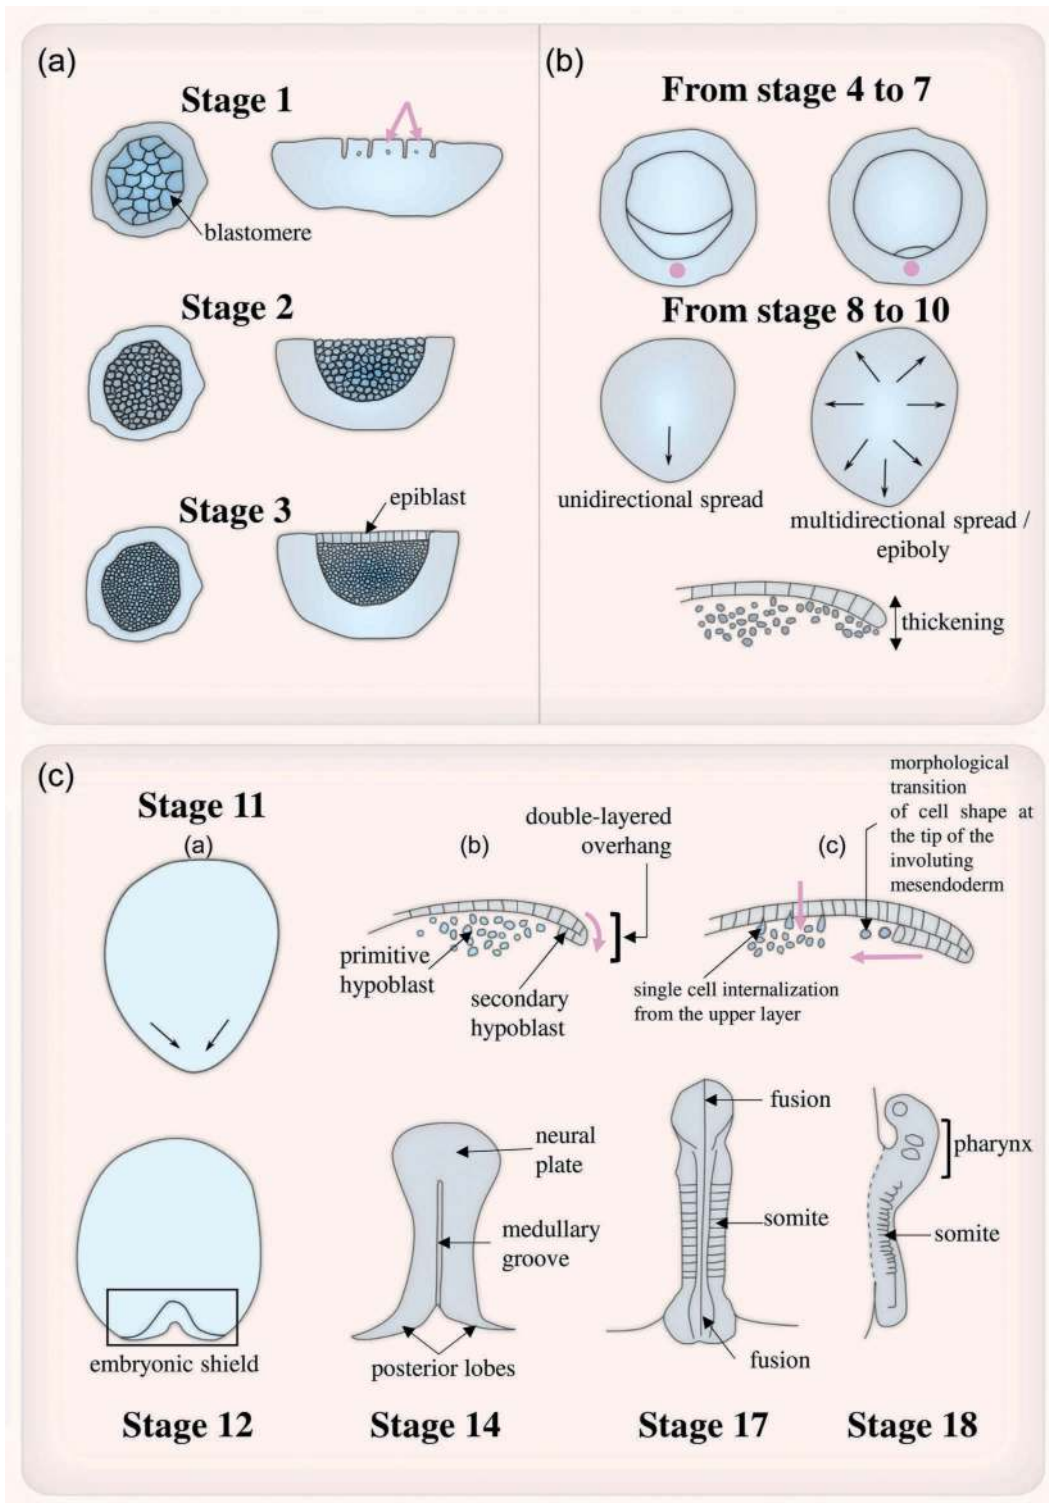 (a)
Stage 1
blastomere
Stage 2
Stage 3
epiblast
(b)
From stage 4 to 7
From stage 8 to 10
unidirectional spread
multidirectional spread /
epiboly
thickening
(c)
Stage 11
(a)
(b)
double-layered
overhang
primitive
hypoblast
secondary
hypoblast
(c)
morphological
transition
of cell shape at
the tip of the
involuting
mesendoderm
single cell internalization
from the upper layer
embryonic shield
Stage 12
neural
plate
medullary
groove
posterior lobes
Stage 14
fusion
somite
fusion
Stage 17
pharynx
somite
Stage 18